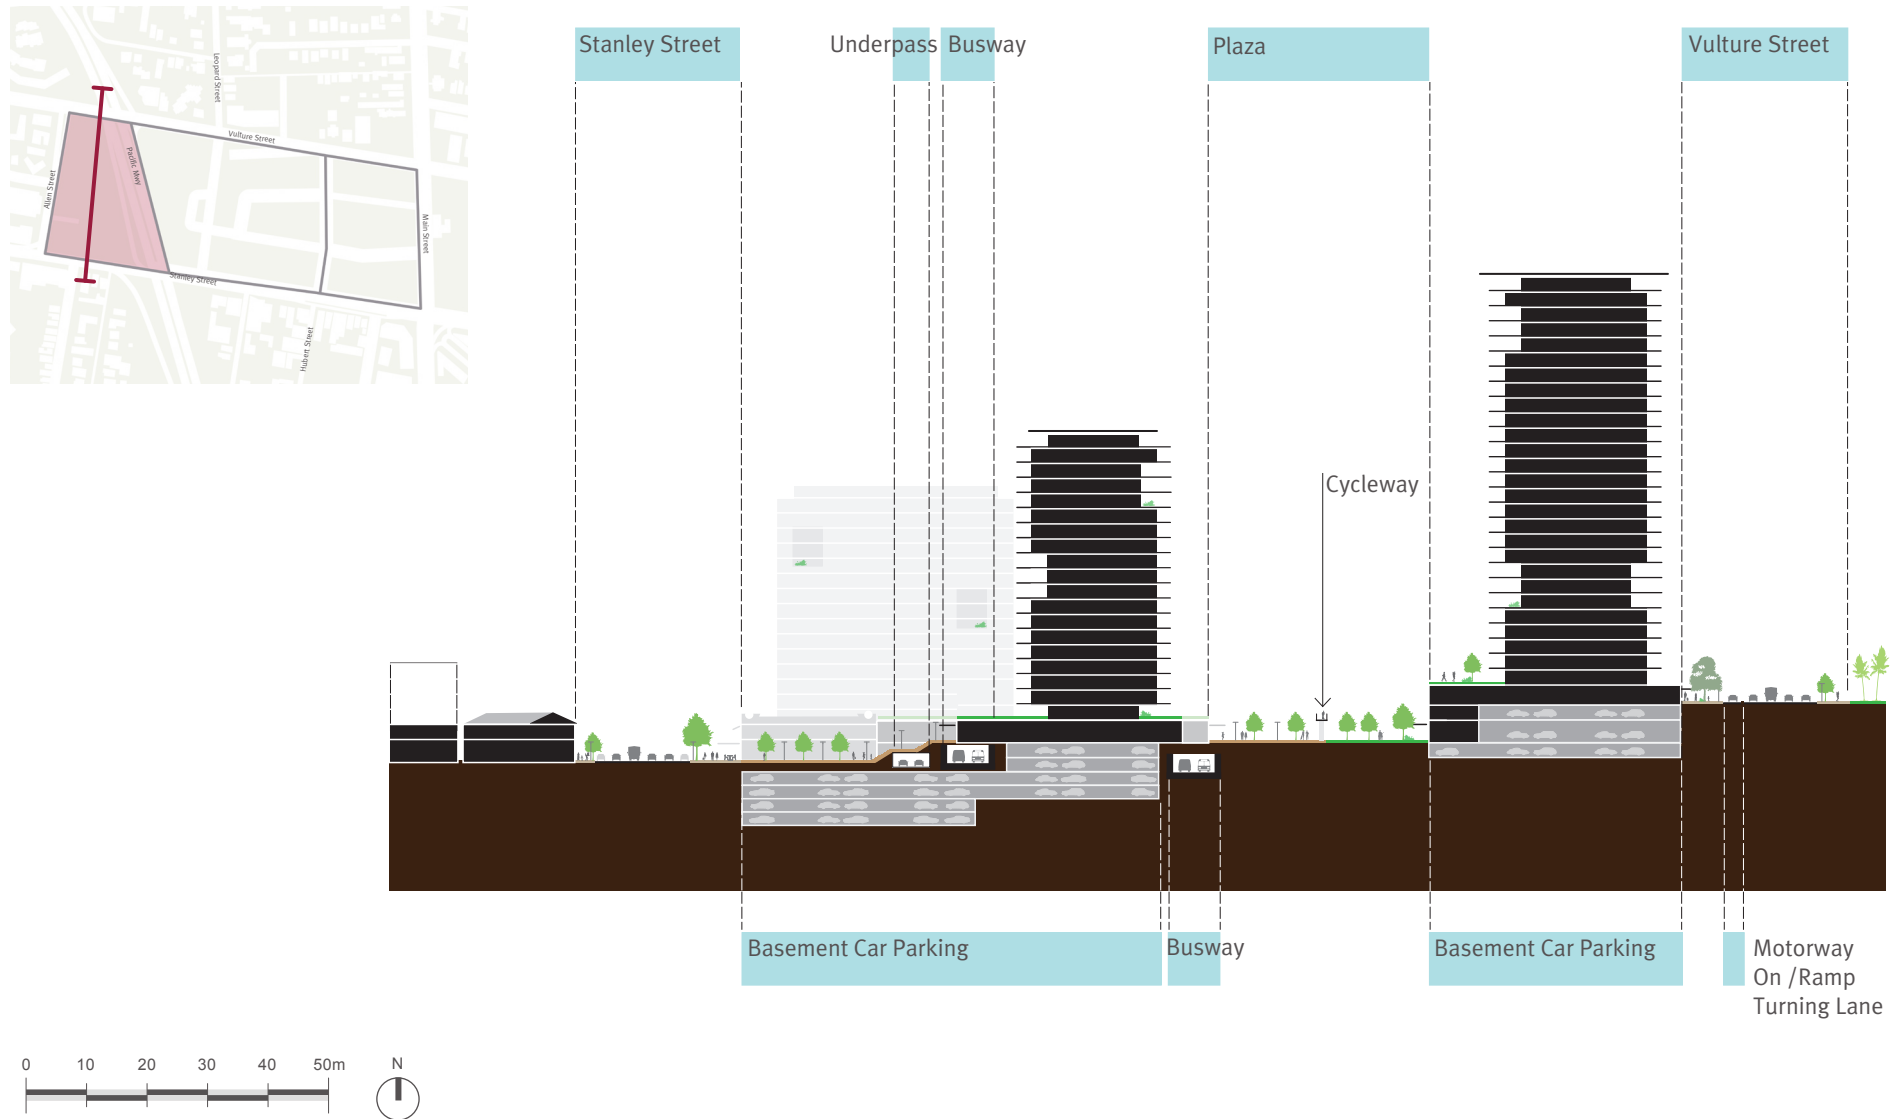 Stanley Street
Underpass
Busway
Plaza
Vulture Street
Leopard Street
Vulture Street
Pacific Mwy
Allen Street
Main Street
Stanley Street
Hubert Street
Cycleway
Basement Car Parking
Busway
Basement Car Parking
Motorway
On /Ramp
Turning Lane
0 10 20 30 40 50m
N